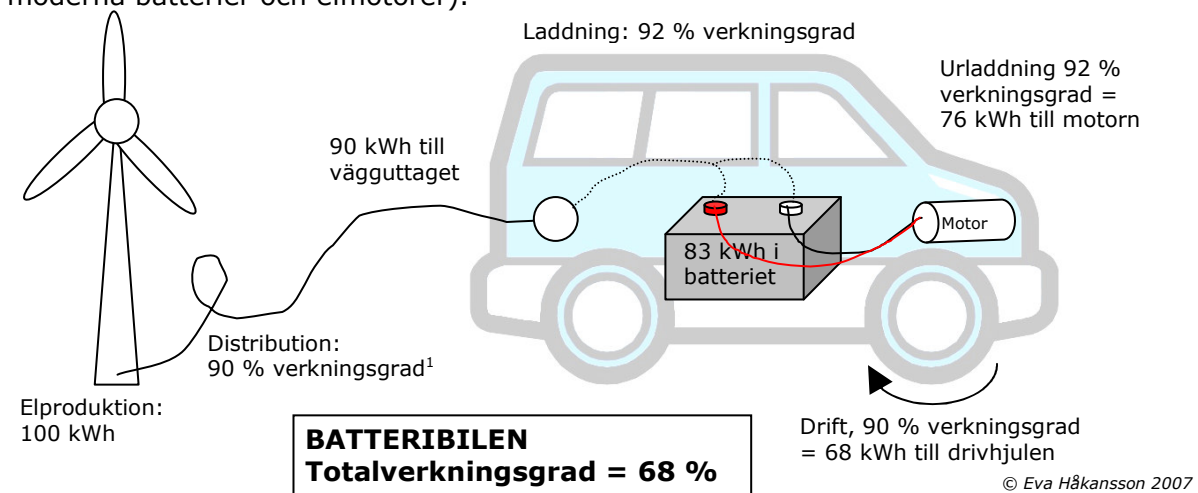 moderna batterier och elmotorer).
Laddning: 92 % verkningsgrad
Urladdning 92 %
verkningsgrad =
76 kWh till motorn
90 kWh till
vägguttaget
Motor
83 kWh i
batteriet
Distribution:
90 % verkningsgrad1
Elproduktion:
100 kWh
BATTERIBILEN
Totalverkningsgrad = 68 %
Drift, 90 % verkningsgrad
= 68 kWh till drivhjulen
© Eva Håkansson 2007